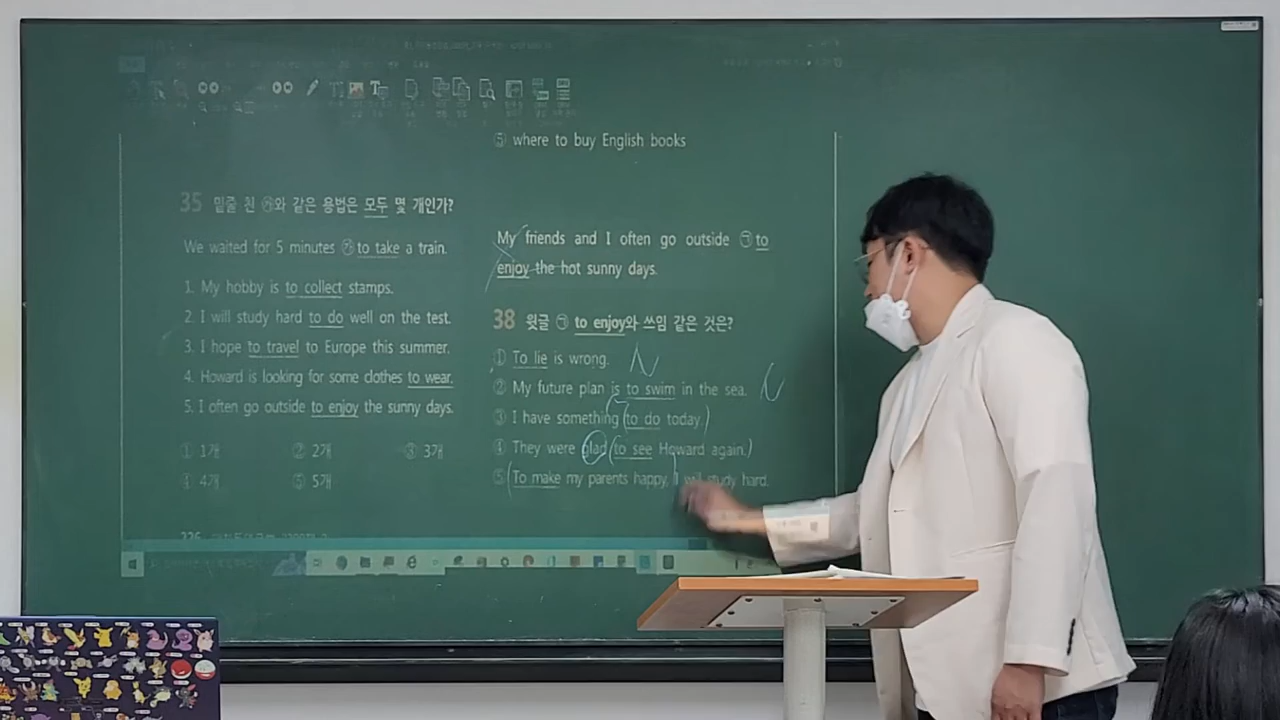 ⑤ where to buy English books
35 밑줄 친 ㉮와 같은 용법은 모두 몇 개인가?
We waited for 5 minutes ㉮ to take a train.
1. My hobby is to collect stamps.
2. I will study hard to do well on the test.
3. I hope to travel to Europe this summer.
4. Howard is looking for some clothes to wear.
5. I often go outside to enjoy the sunny days.
① 1개 ② 2개 ③ 3개
④ 4개 ⑤ 5개
My friends and I often go outside ㉠ to
enjoy the hot sunny days.
38 윗글 ㉠ to enjoy와 쓰임 같은 것은?
① To lie is wrong. N
② My future plan is to swim in the sea. N
③ I have something (to do today.)
④ They were glad (to see Howard again.)
⑤ (To make my parents happy, I will study hard.